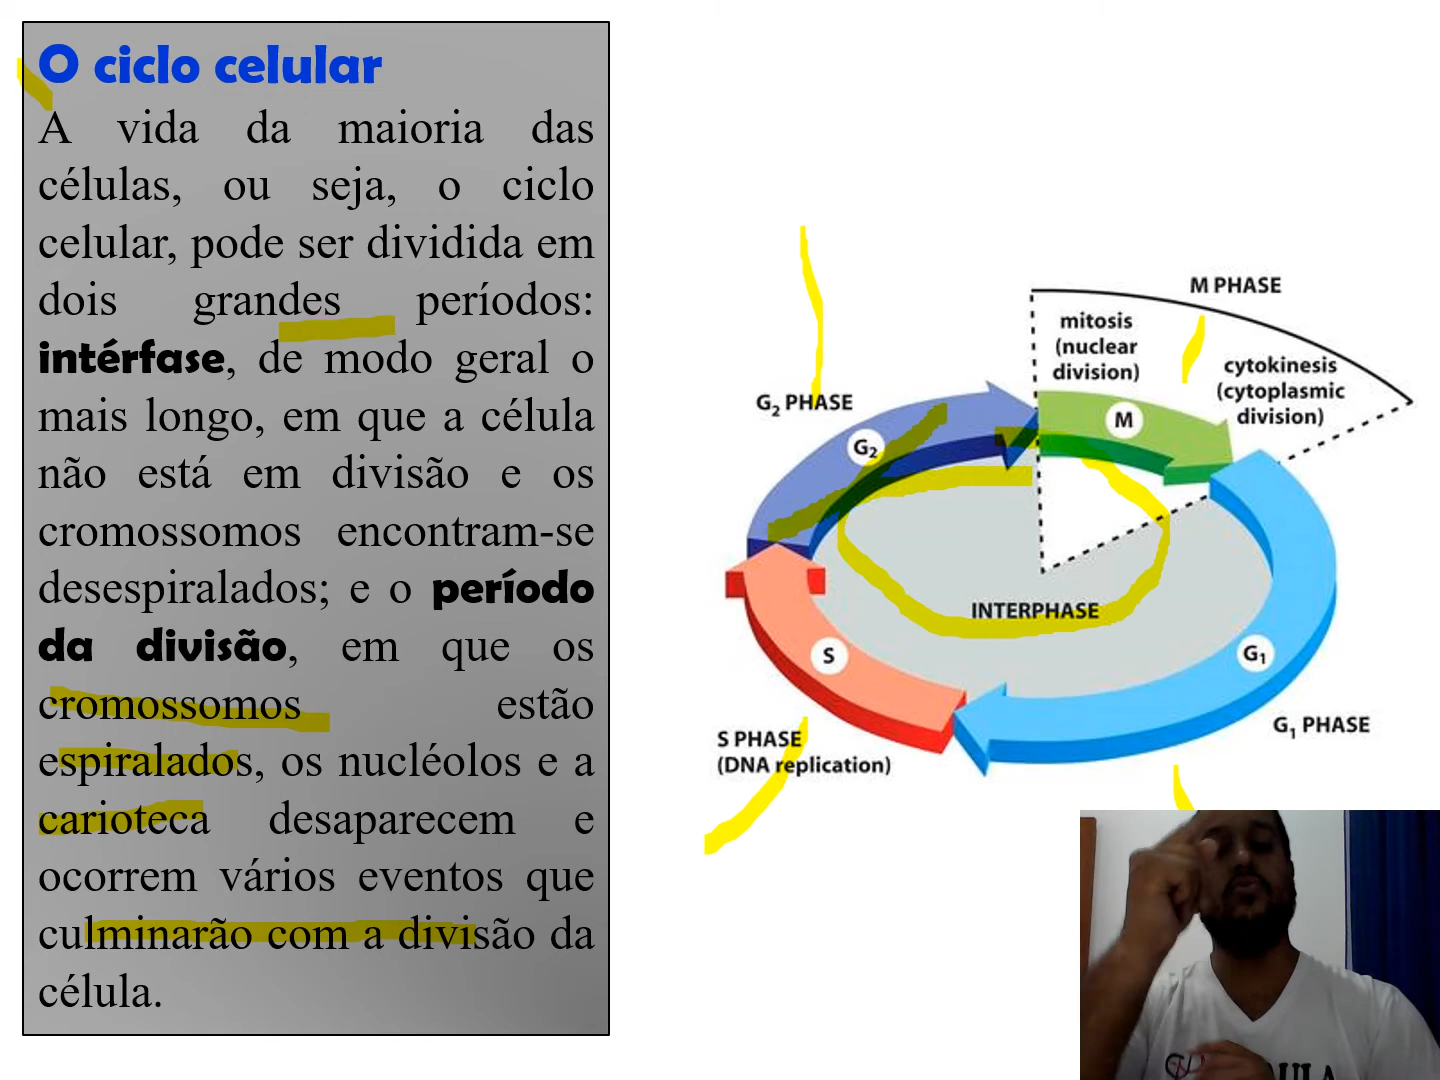 O ciclo celular
A vida da maioria das
células, ou seja, o ciclo
celular, pode ser dividida em
dois grandes períodos:
intérfase, de modo geral o
mais longo, em que a célula
não está em divisão e os
cromossomos encontram-se
desespiralados; e o período
da divisão, em que os
cromossomos estão
espiralados, os nucléolos e a
carioteca desaparecem e
ocorrem vários eventos que
culminarão com a divisão da
célula.
M PHASE
mitosis
(nuclear
division)
cytokinesis
(cytoplasmic
division)
G2 PHASE
M
G2
INTERPHASE
S
G1
G1 PHASE
S PHASE
(DNA replication)